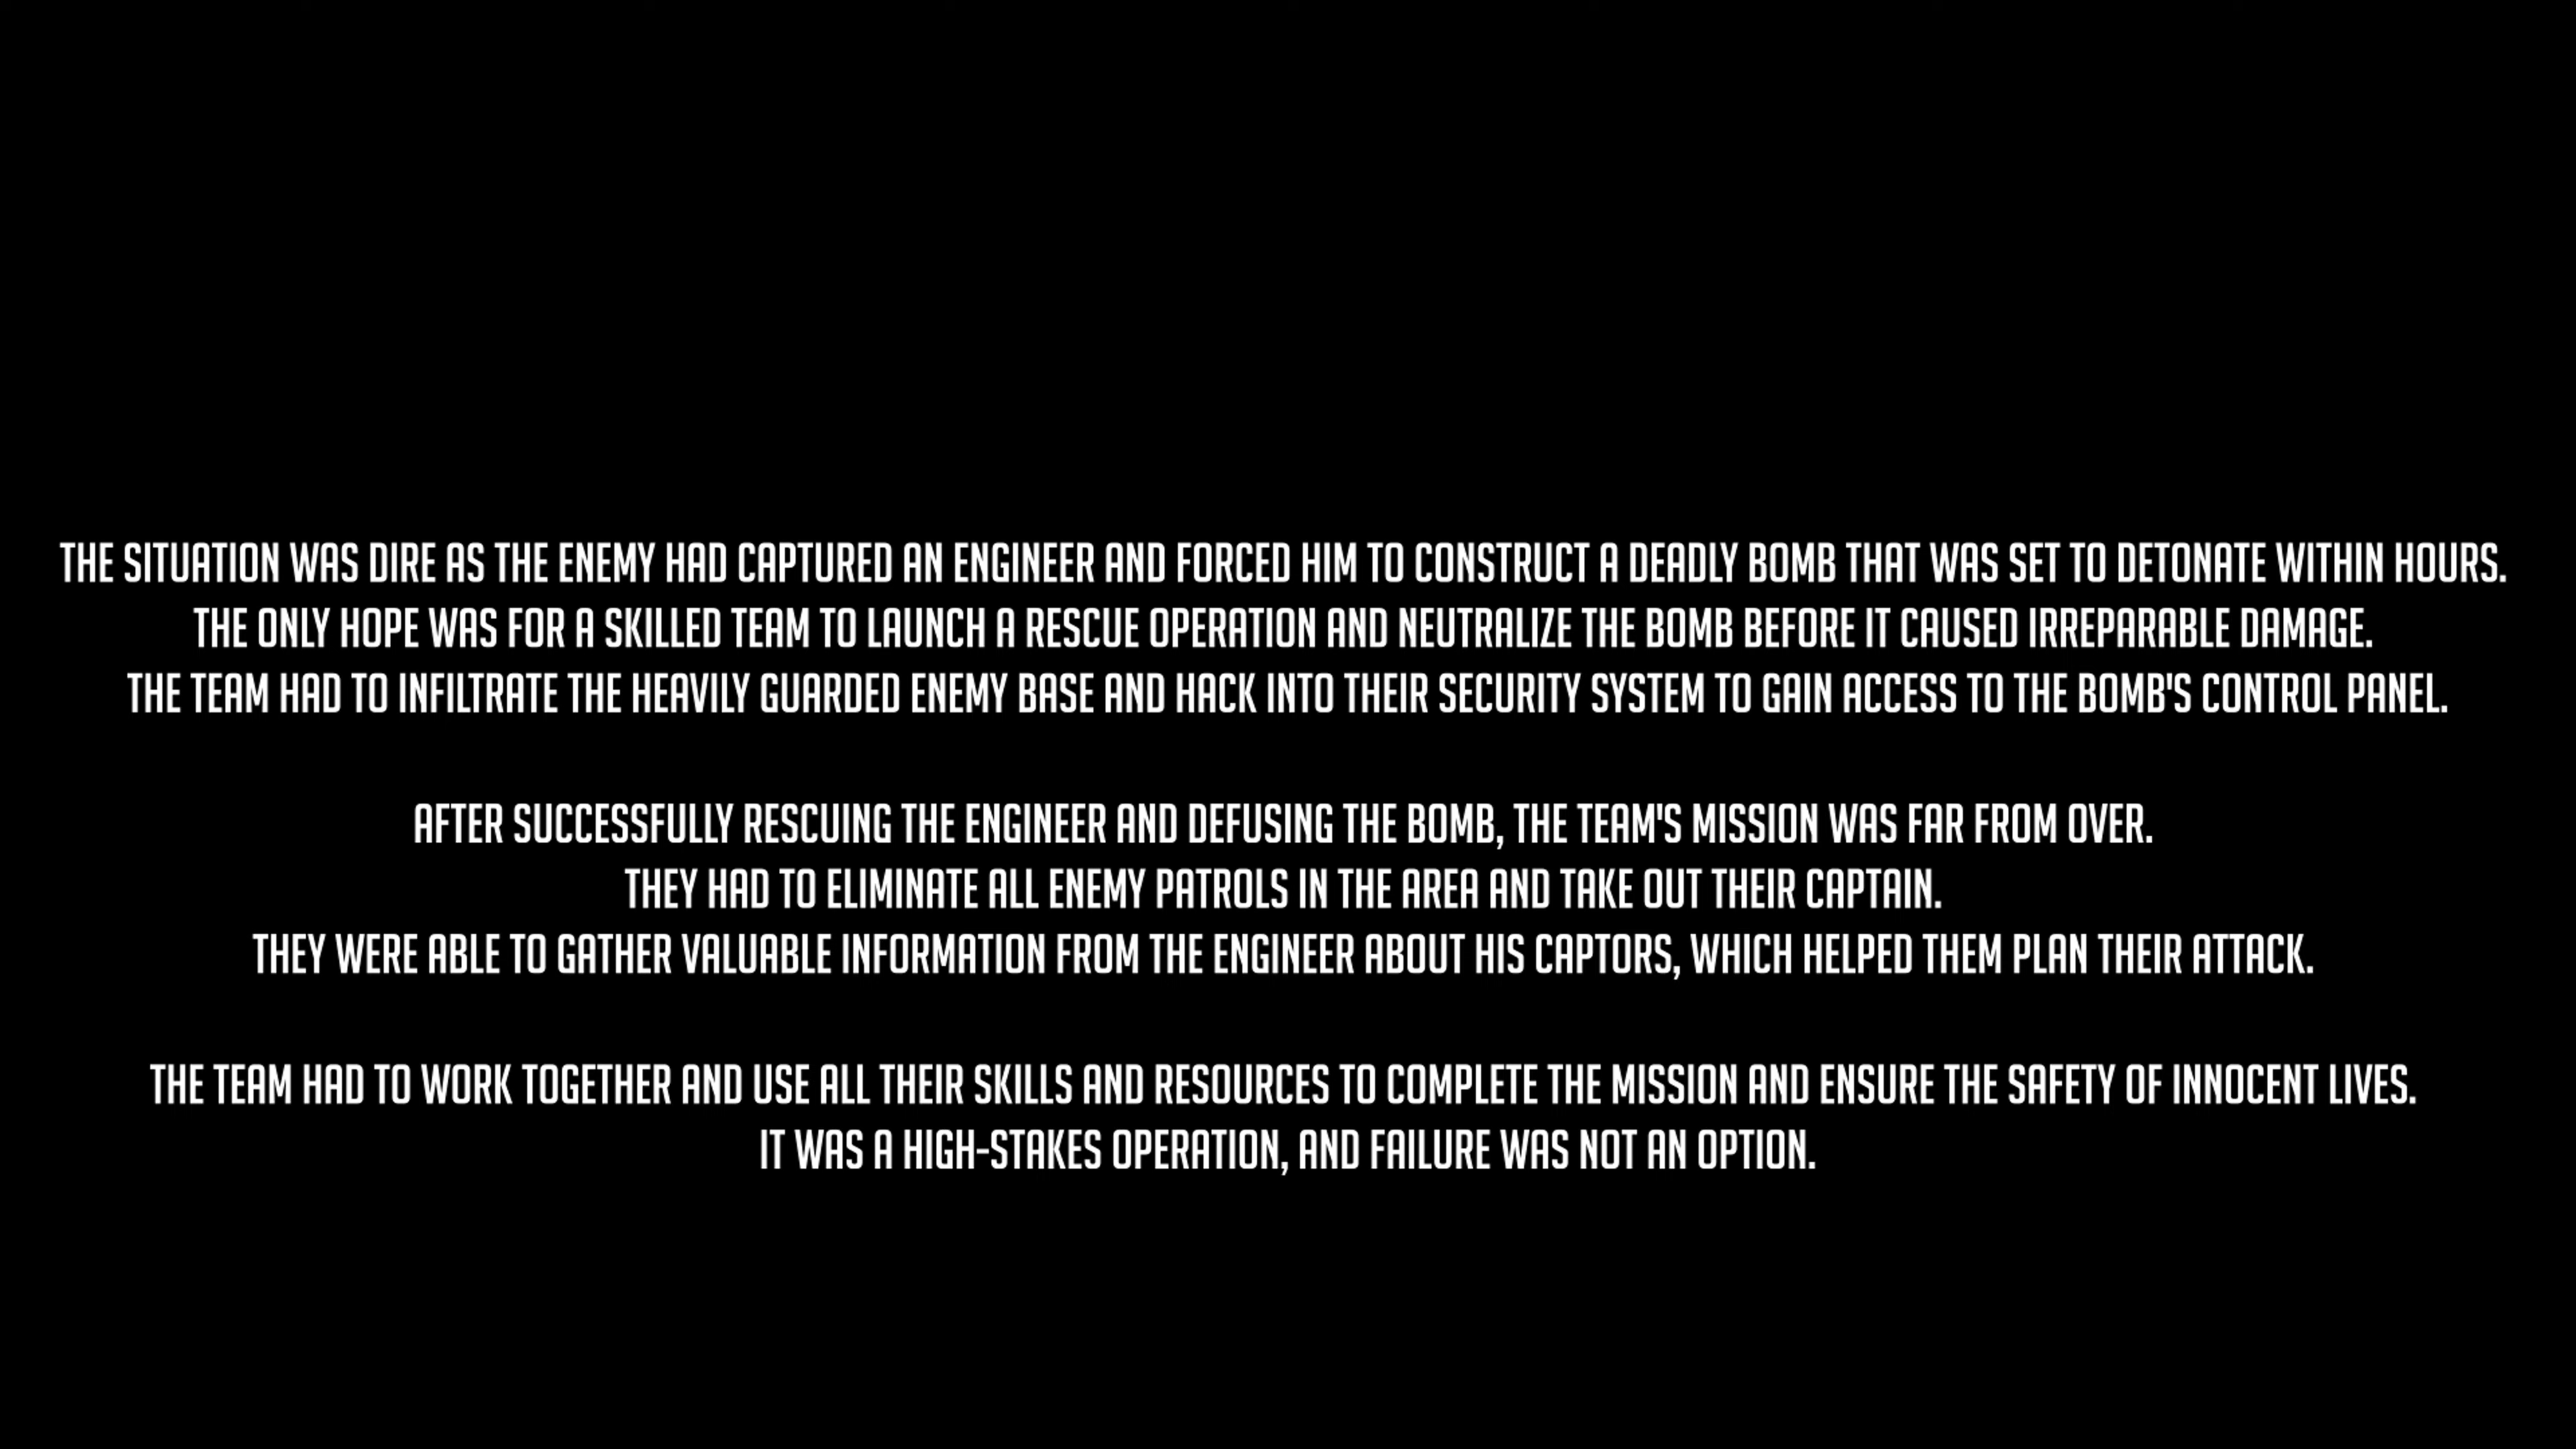 THE SITUATION WAS DIRE AS THE ENEMY HAD CAPTURED AN ENGINEER AND FORCED HIM TO CONSTRUCT A DEADLY BOMB THAT WAS SET TO DETONATE WITHIN HOURS.
THE ONLY HOPE WAS FOR A SKILLED TEAM TO LAUNCH A RESCUE OPERATION AND NEUTRALIZE THE BOMB BEFORE IT CAUSED IRREPARABLE DAMAGE.
THE TEAM HAD TO INFILTRATE THE HEAVILY GUARDED ENEMY BASE AND HACK INTO THEIR SECURITY SYSTEM TO GAIN ACCESS TO THE BOMB'S CONTROL PANEL.
AFTER SUCCESSFULLY RESCUING THE ENGINEER AND DEFUSING THE BOMB, THE TEAM'S MISSION WAS FAR FROM OVER.
THEY HAD TO ELIMINATE ALL ENEMY PATROLS IN THE AREA AND TAKE OUT THEIR CAPTAIN.
THEY WERE ABLE TO GATHER VALUABLE INFORMATION FROM THE ENGINEER ABOUT HIS CAPTORS, WHICH HELPED THEM PLAN THEIR ATTACK.
THE TEAM HAD TO WORK TOGETHER AND USE ALL THEIR SKILLS AND RESOURCES TO COMPLETE THE MISSION AND ENSURE THE SAFETY OF INNOCENT LIVES.
IT WAS A HIGH-STAKES OPERATION, AND FAILURE WAS NOT AN OPTION.